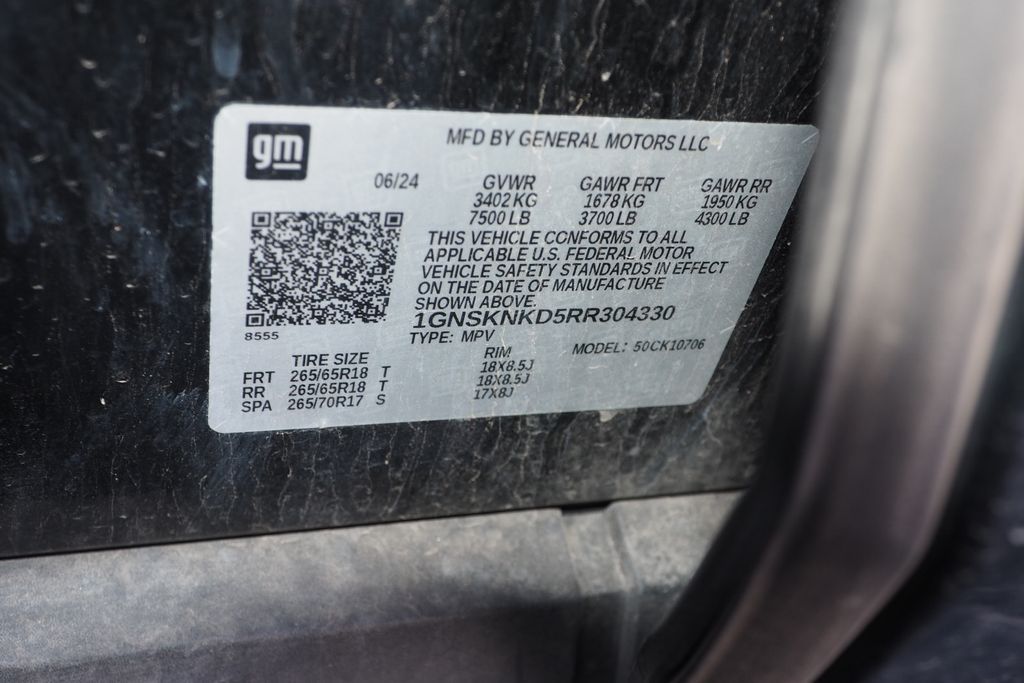 gm
MFD BY GENERAL MOTORS LLC
06/24 GVWR GAWR FRT GAWR RR
3402 KG 1678 KG 1950 KG
7500 LB 3700 LB 4300 LB
THIS VEHICLE CONFORMS TO ALL
APPLICABLE U.S. FEDERAL MOTOR
VEHICLE SAFETY STANDARDS IN EFFECT
ON THE DATE OF MANUFACTURE
SHOWN ABOVE.
1GNSKNKD5RR304330
8555
TYPE: MPV MODEL: 50CK10706
TIRE SIZE RIM
FRT 265/65R18 T 18X8.5J
RR 265/65R18 T 18X8.5J
SPA 265/70R17 S 17X8J